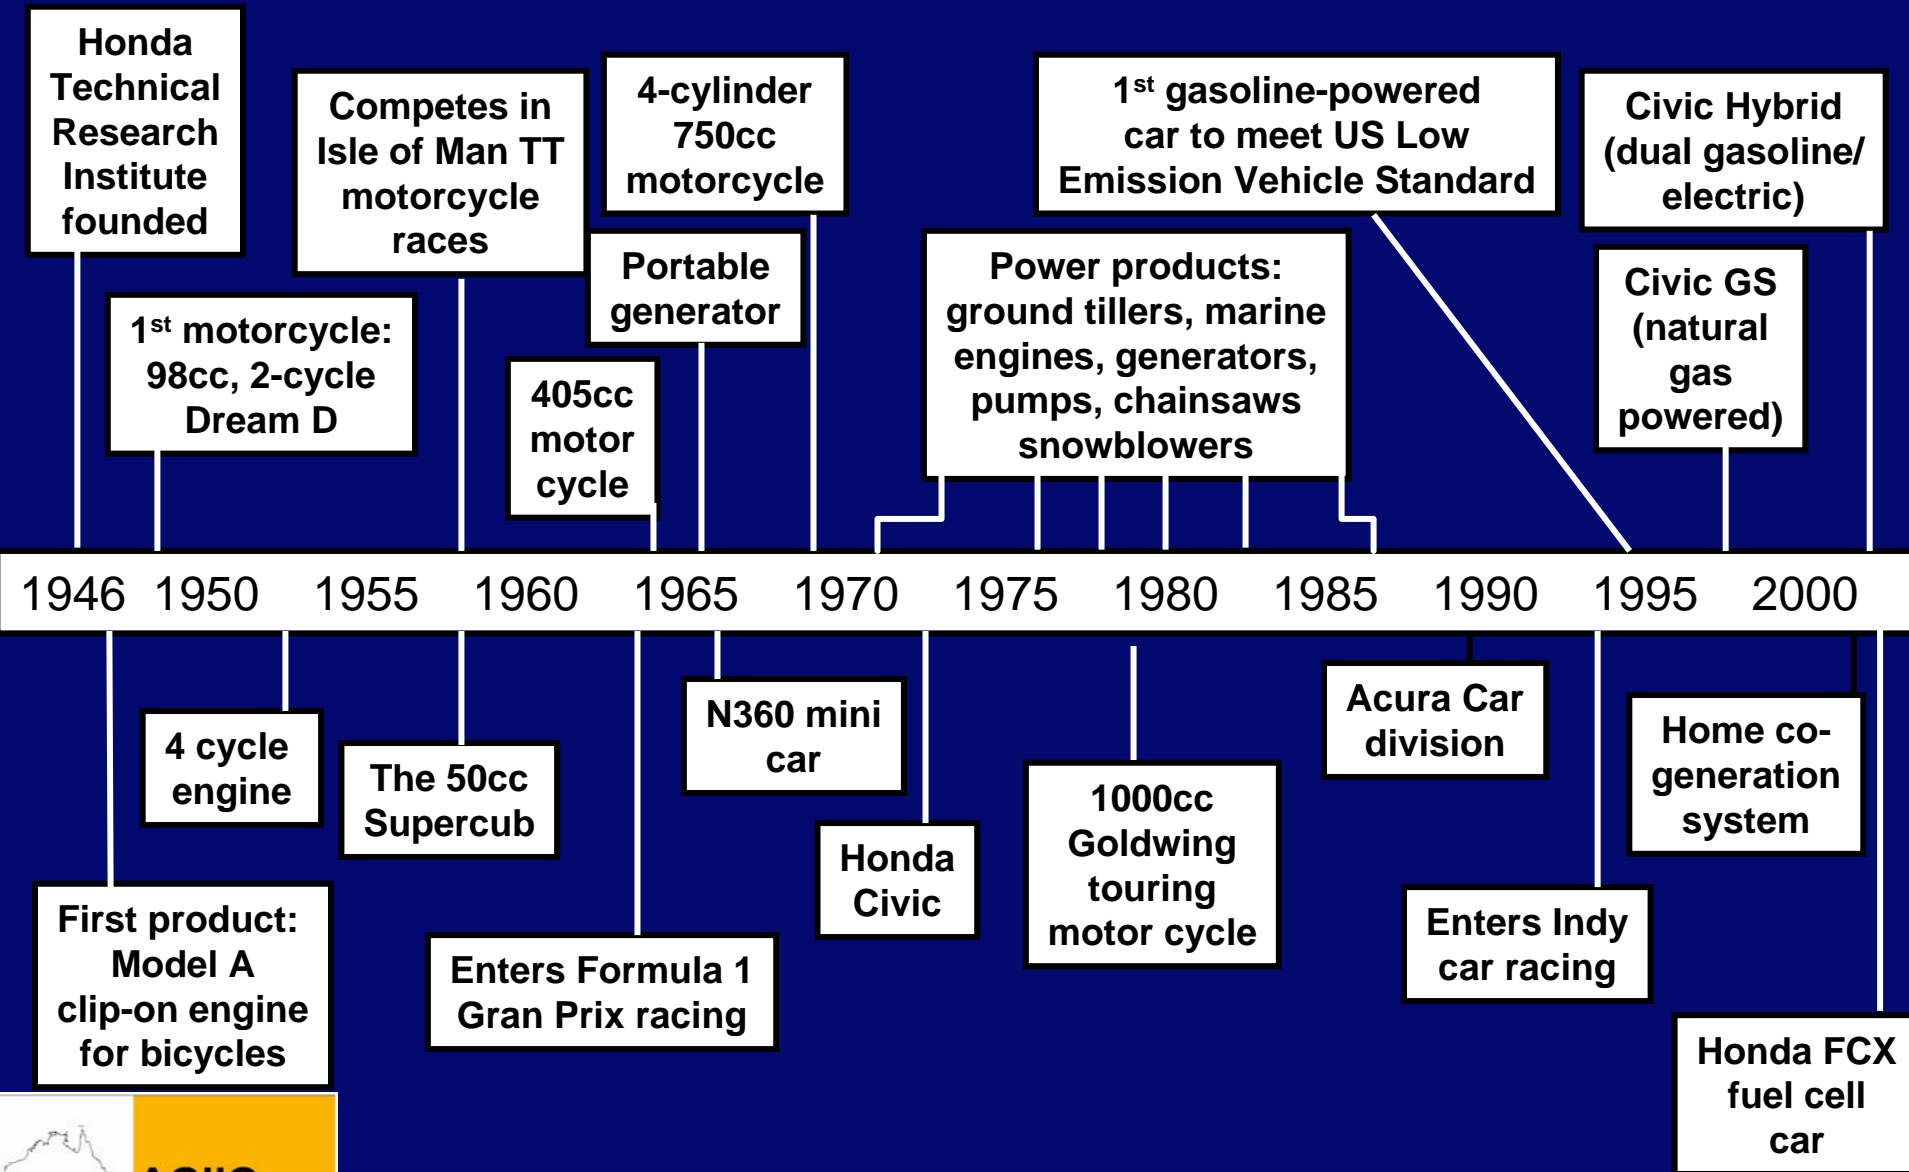 Honda
Technical
Research
Institute
founded
1st motorcycle:
98cc, 2-cycle
Dream D
Competes in
Isle of Man TT
motorcycle
races
405cc
motor
cycle
Portable
generator
4-cylinder
750cc
motorcycle
Power products:
ground tillers, marine
engines, generators,
pumps, chainsaws
snowblowers
1st gasoline-powered
car to meet US Low
Emission Vehicle Standard
Civic Hybrid
(dual gasoline/
electric)
Civic GS
(natural
gas
powered)
1946 1950 1955 1960 1965 1970 1975 1980 1985 1990 1995 2000
First product:
Model A
clip-on engine
for bicycles
4 cycle
engine
The 50cc
Supercub
Enters Formula 1
Gran Prix racing
N360 mini
car
Honda
Civic
1000cc
Goldwing
touring
motor cycle
Acura Car
division
Enters Indy
car racing
Home co-
generation
system
Honda FCX
fuel cell
car